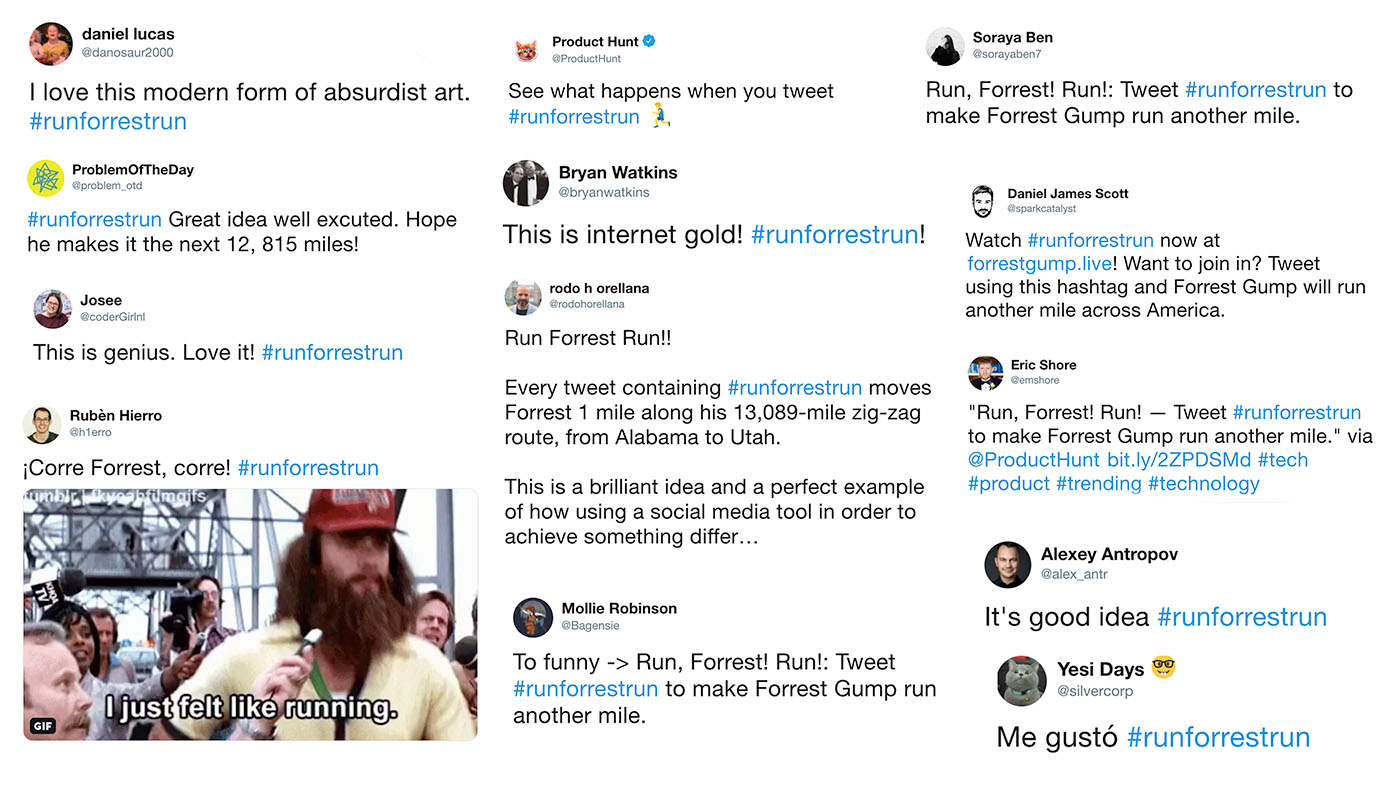 daniel lucas
@danosaur2000
I love this modern form of absurdist art.
#runforrestrun
ProblemOfTheDay
@problem_otd
#runforrestrun Great idea well excuted. Hope
he makes it the next 12, 815 miles!
Josee
@coderGirlnl
This is genius. Love it! #runforrestrun
Rubèn Hierro
@h1erro
¡Corre Forrest, corre! #runforrestrun
tumblr
I just felt like running.
GIF
Product Hunt
@ProductHunt
See what happens when you tweet
#runforrestrun 🏃‍♂️
Bryan Watkins
@bryanwatkins
This is internet gold! #runforrestrun!
rodo h orellana
@rodohorellana
Run Forrest Run!!
Every tweet containing #runforrestrun moves
Forrest 1 mile along his 13,089-mile zig-zag
route, from Alabama to Utah.
This is a brilliant idea and a perfect example
of how using a social media tool in order to
achieve something differ…
Mollie Robinson
@Bagensie
To funny -> Run, Forrest! Run!: Tweet
#runforrestrun to make Forrest Gump run
another mile.
Soraya Ben
@sorayaben7
Run, Forrest! Run!: Tweet #runforrestrun to
make Forrest Gump run another mile.
Daniel James Scott
@sparkcatalyst
Watch #runforrestrun now at
forrestgump.live! Want to join in? Tweet
using this hashtag and Forrest Gump will run
another mile across America.
Eric Shore
@emshore
"Run, Forrest! Run! — Tweet #runforrestrun
to make Forrest Gump run another mile." via
@ProductHunt bit.ly/2ZPDSMd #tech
#product #trending #technology
Alexey Antropov
@alex_antr
It's good idea #runforrestrun
Yesi Days 🤓
@silvercorp
Me gustó #runforrestrun